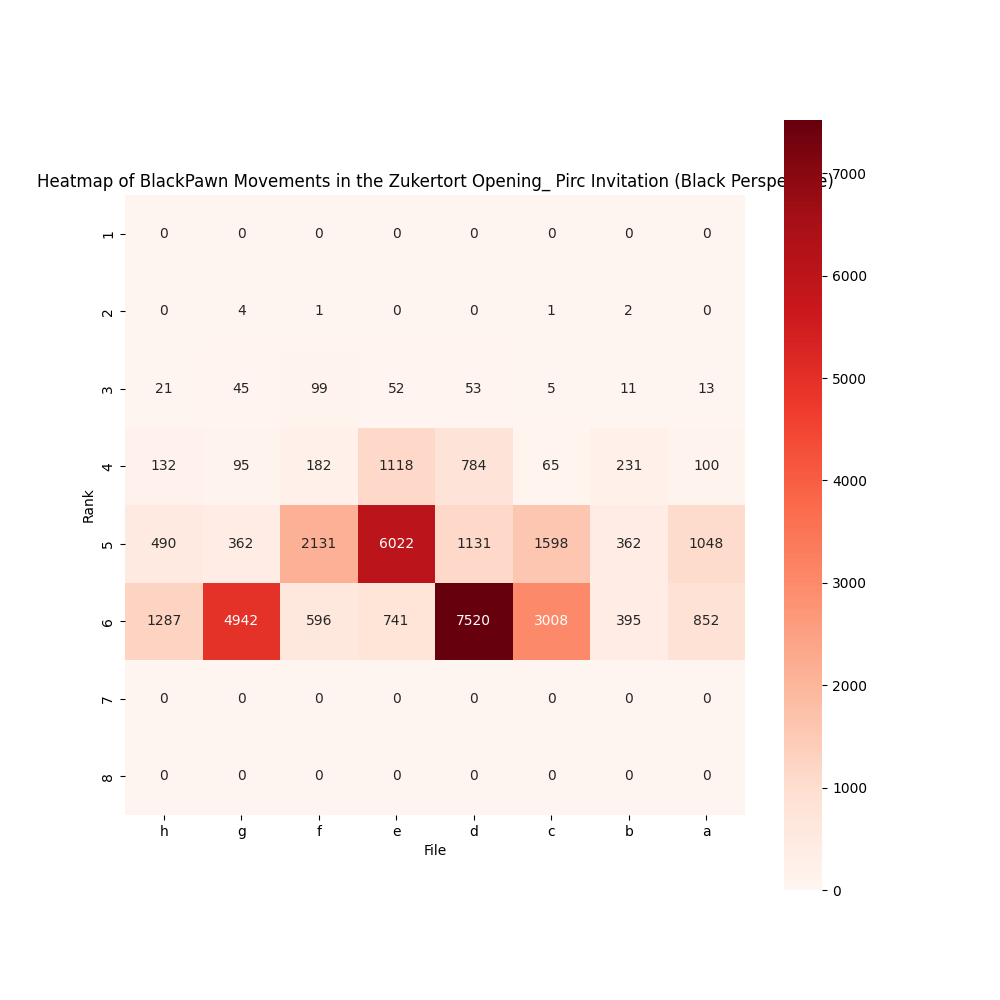 Heatmap of BlackPawn Movements in the Zukertort Opening_ Pirc Invitation (Black Perspe e)
7000
6000
5000
4000
3000
2000
1000
0
Rank
1 0 0 0 0 0 0 0 0
2 0 4 1 0 0 1 2 0
3 21 45 99 52 53 5 11 13
4 132 95 182 1118 784 65 231 100
5 490 362 2131 6022 1131 1598 362 1048
6 1287 4942 596 741 7520 3008 395 852
7 0 0 0 0 0 0 0 0
8 0 0 0 0 0 0 0 0
h g f e d c b a
File